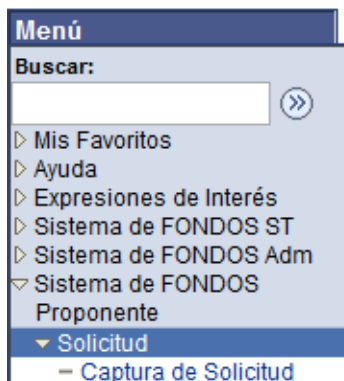 Menú
Buscar:
Mis Favoritos
Ayuda
Expresiones de Interés
Sistema de FONDOS ST
Sistema de FONDOS Adm
Sistema de FONDOS
Proponente
Solicitud
– Captura de Solicitud